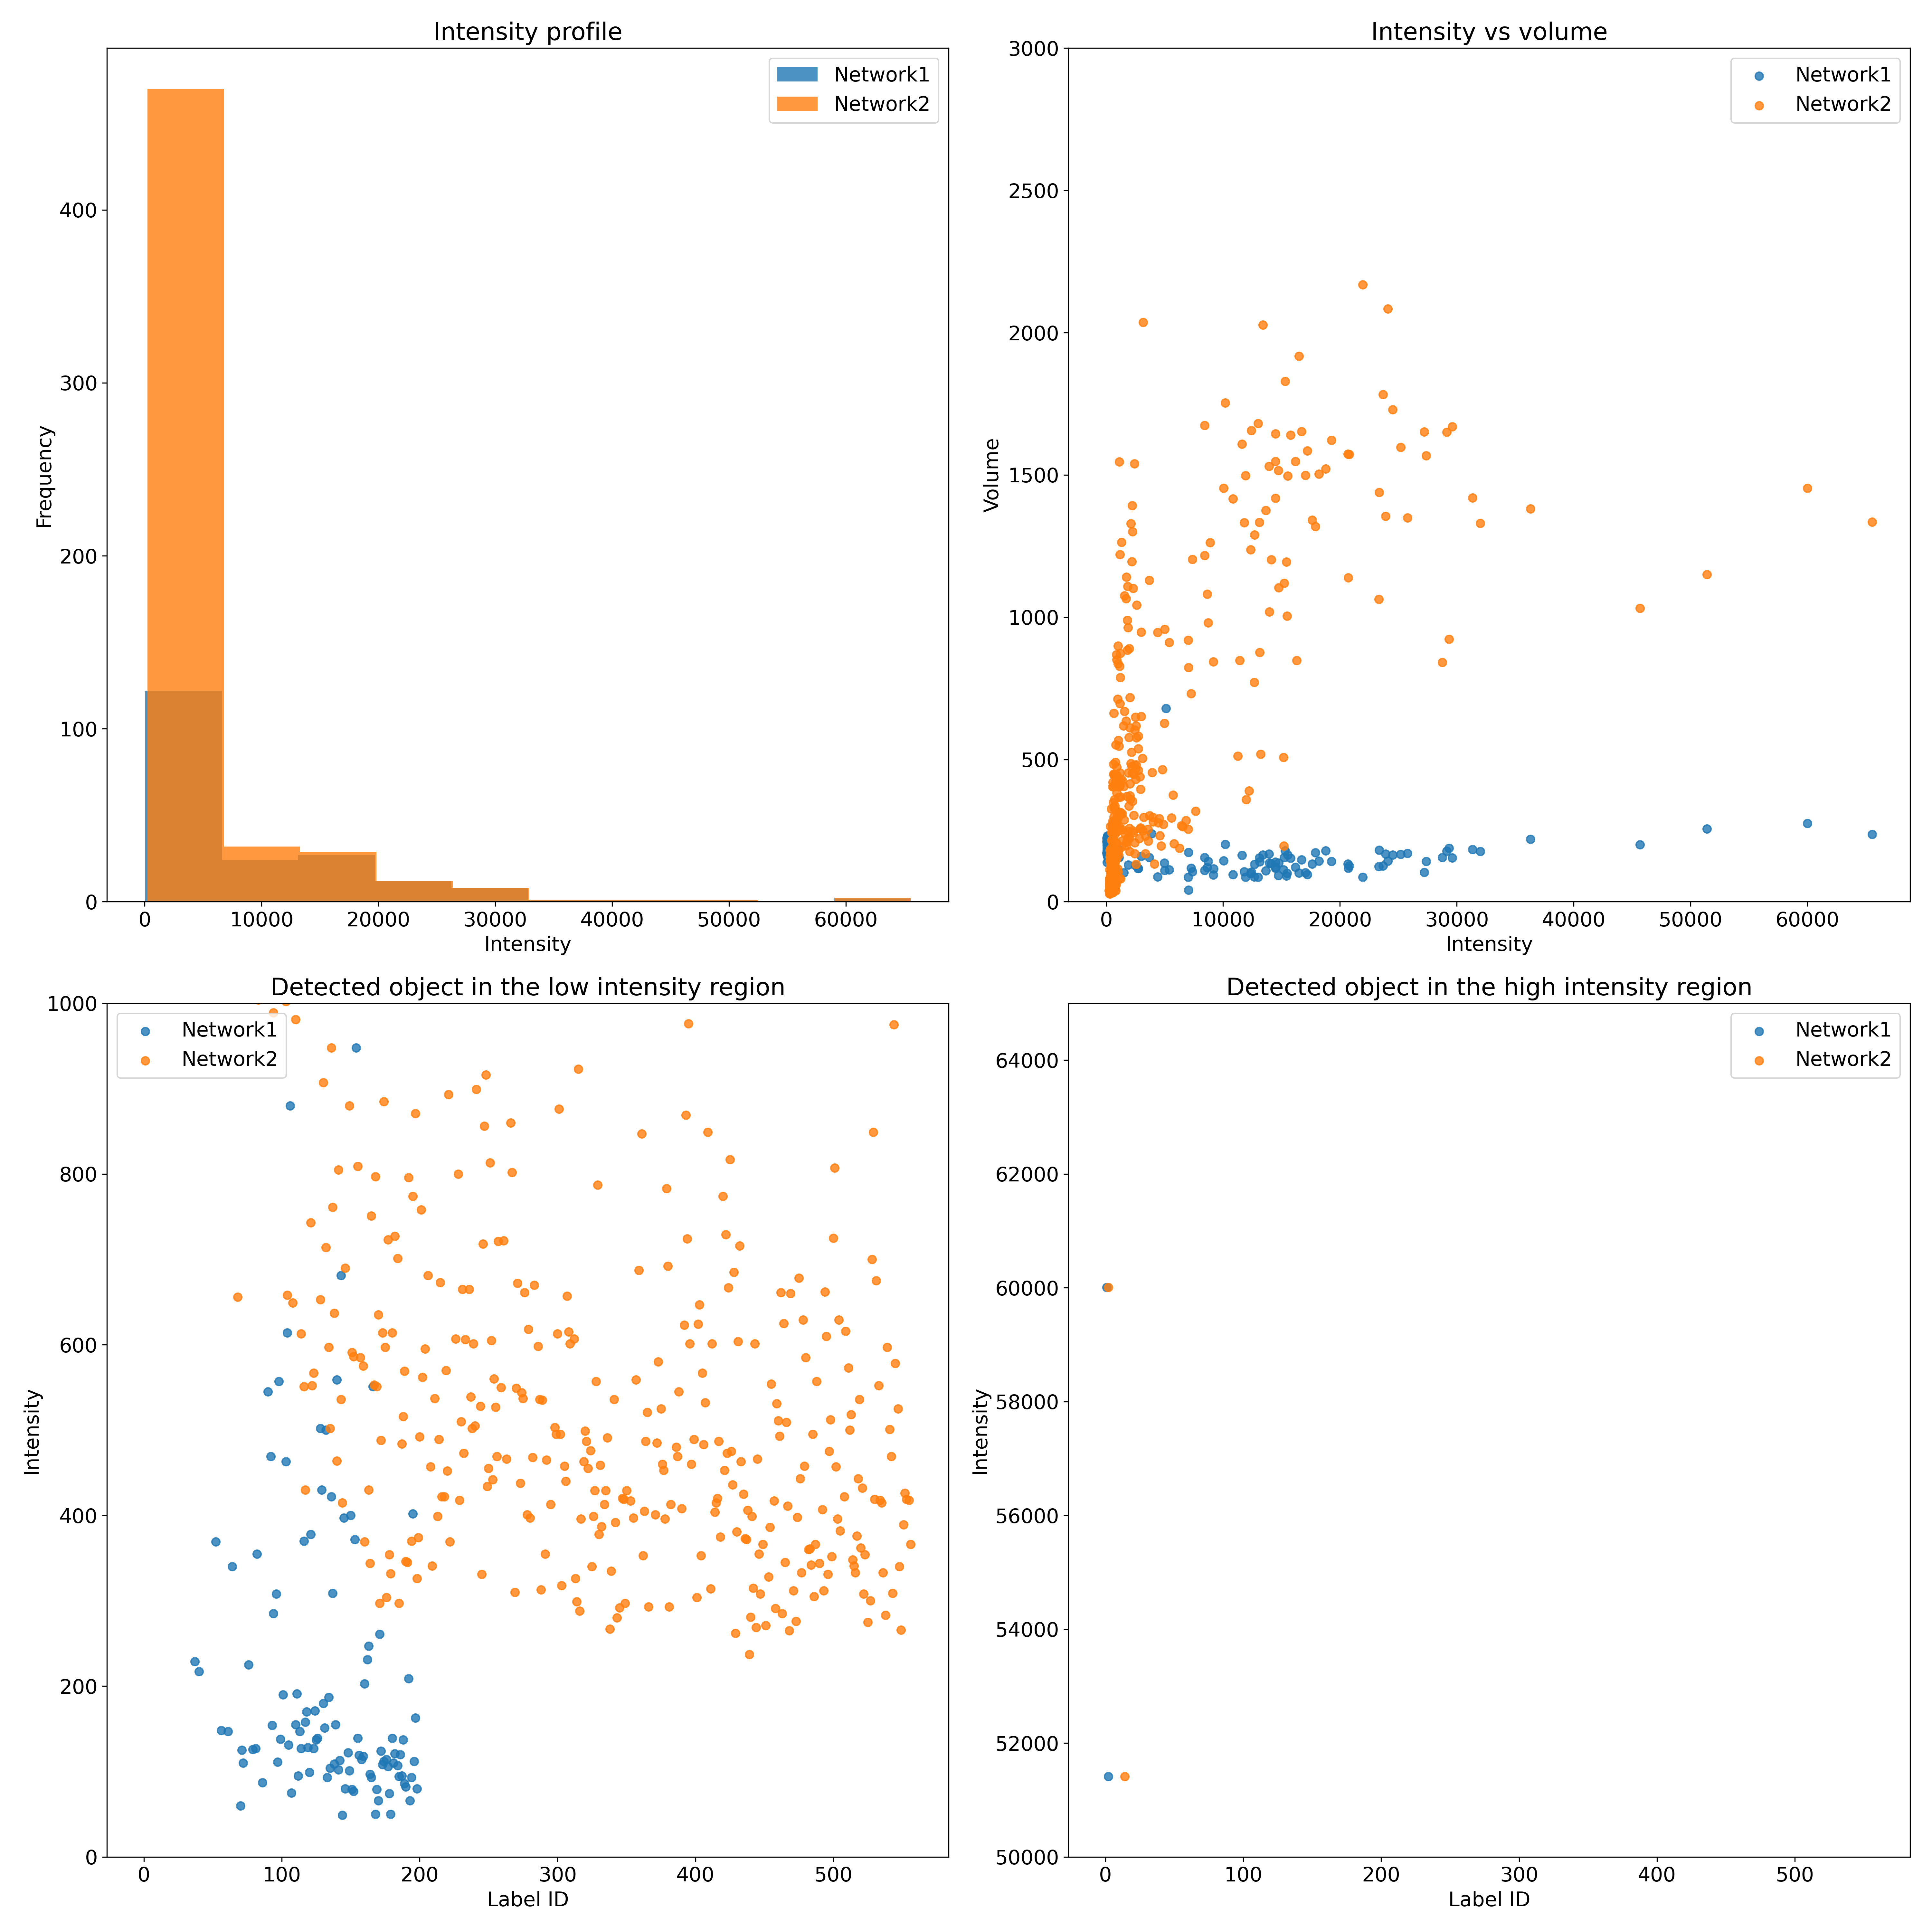 Intensity profile
Network1
Network2
400
300
200
100
0
Frequency
0 10000 20000 30000 40000 50000 60000
Intensity
Intensity vs volume
Network1
Network2
3000
2500
2000
1500
1000
500
0
Volume
0 10000 20000 30000 40000 50000 60000
Intensity
Detected object in the low intensity region
Network1
Network2
1000
800
600
400
200
0
Intensity
0 100 200 300 400 500
Label ID
Detected object in the high intensity region
Network1
Network2
64000
62000
60000
58000
56000
54000
52000
50000
Intensity
0 100 200 300 400 500
Label ID